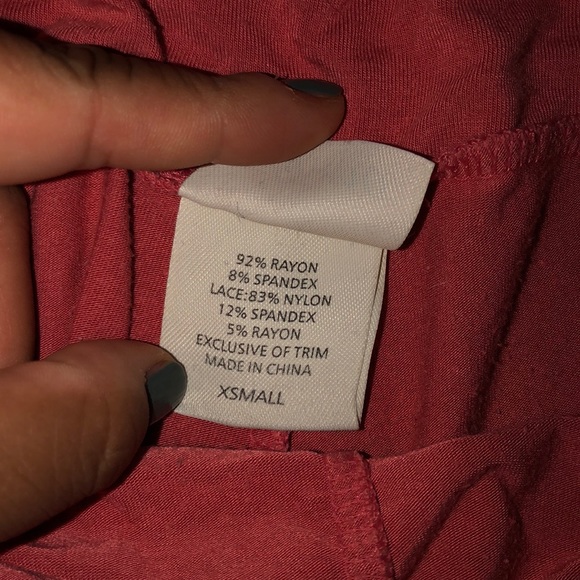 92% RAYON
8% SPANDEX
LACE:83% NYLON
12% SPANDEX
5% RAYON
EXCLUSIVE OF TRIM
MADE IN CHINA
XSMALL